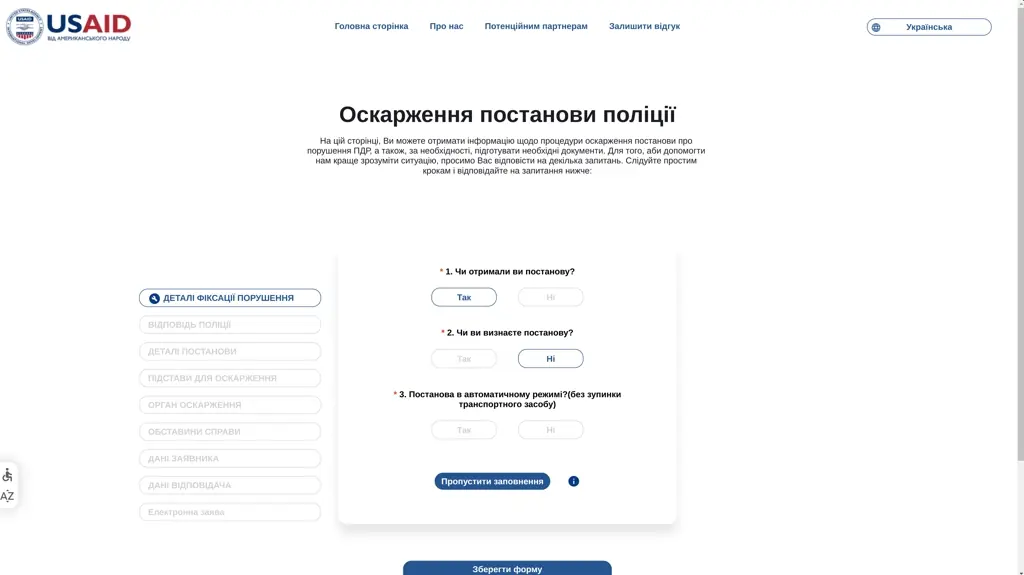 USAID
USAID
ВІД АМЕРИКАНСЬКОГО НАРОДУ
Головна сторінка
Про нас
Потенційним партнерам
Залишити відгук
Українська
Оскарження постанови поліції
На цій сторінці, Ви можете отримати інформацію щодо процедури оскарження постанови про
порушення ПДР, а також, за необхідності, підготувати необхідні документи. Для того, аби допомогти
нам краще зрозуміти ситуацію, просимо Вас відповісти на декілька запитань. Слідуйте простим
крокам і відповідайте на запитання нижче:
ДЕТАЛІ ФІКСАЦІЇ ПОРУШЕННЯ
ВІДПОВІДЬ ПОЛІЦІЇ
ДЕТАЛІ ПОСТАНОВИ
ПІДСТАВИ ДЛЯ ОСКАРЖЕННЯ
ОРГАН ОСКАРЖЕННЯ
ОБСТАВИНИ СПРАВИ
ДАНІ ЗАЯВНИКА
ДАНІ ВІДПОВІДАЧА
Електронна заява
* 1. Чи отримали ви постанову?
Так
Ні
* 2. Чи ви визнаєте постанову?
Так
Ні
* 3. Постанова в автоматичному режимі?(без зупинки
транспортного засобу)
Так
Ні
Пропустити заповнення
Зберегти форму
AZ